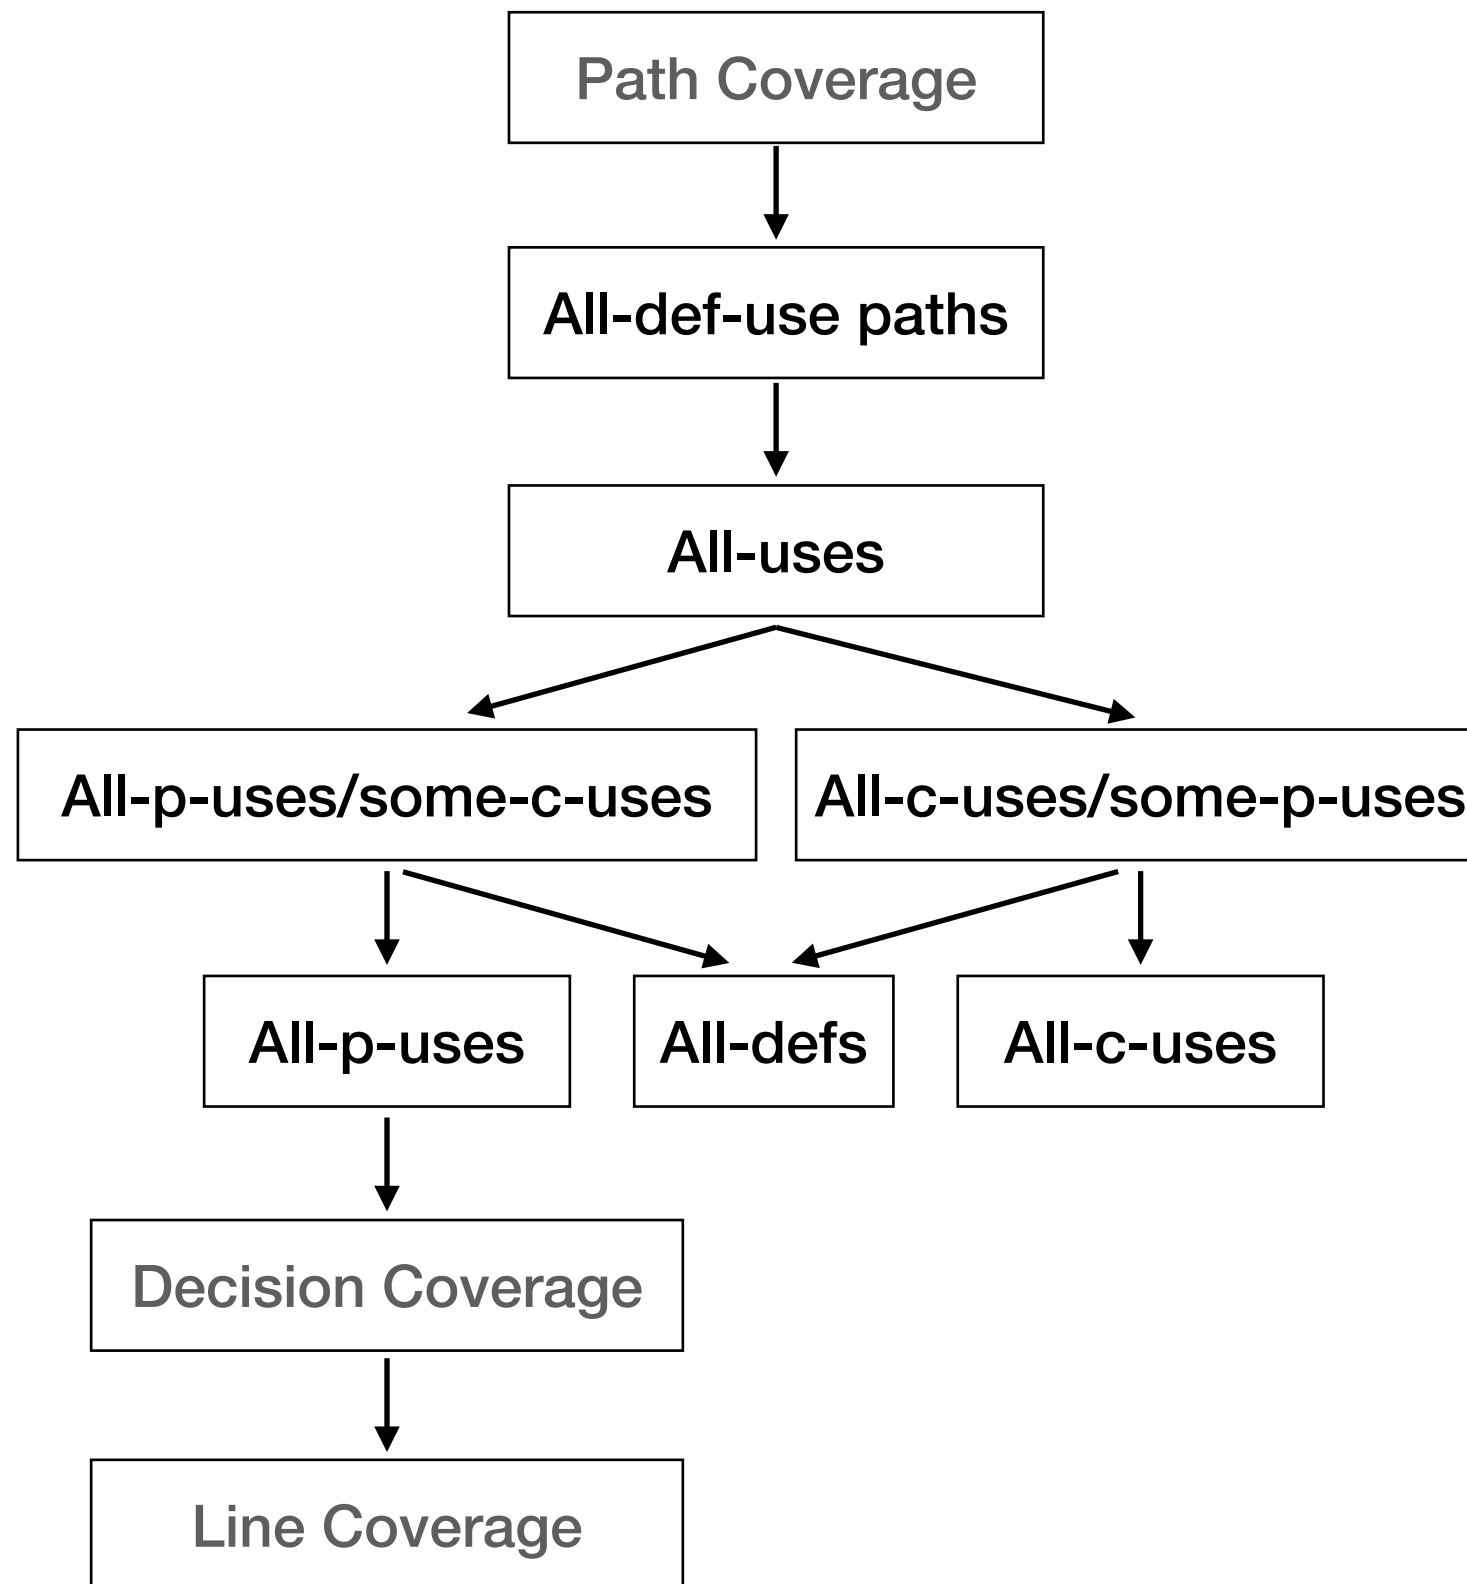 Path Coverage
All-def-use paths
All-uses
All-p-uses/some-c-uses
All-c-uses/some-p-uses
All-p-uses
All-defs
All-c-uses
Decision Coverage
Line Coverage